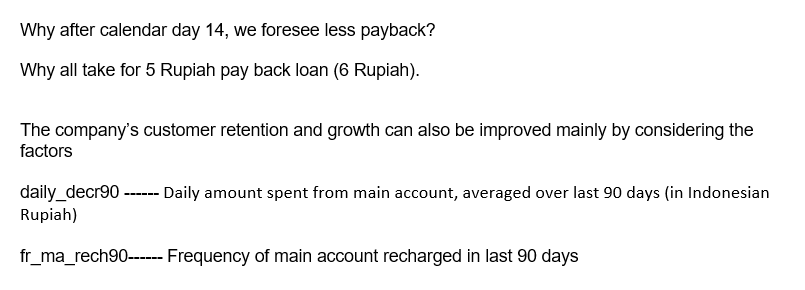 Why after calendar day 14, we foresee less payback?
Why all take for 5 Rupiah pay back loan (6 Rupiah).
The company’s customer retention and growth can also be improved mainly by considering the
factors
daily_decr90 ------ Daily amount spent from main account, averaged over last 90 days (in Indonesian
Rupiah)
fr_ma_rech90------ Frequency of main account recharged in last 90 days